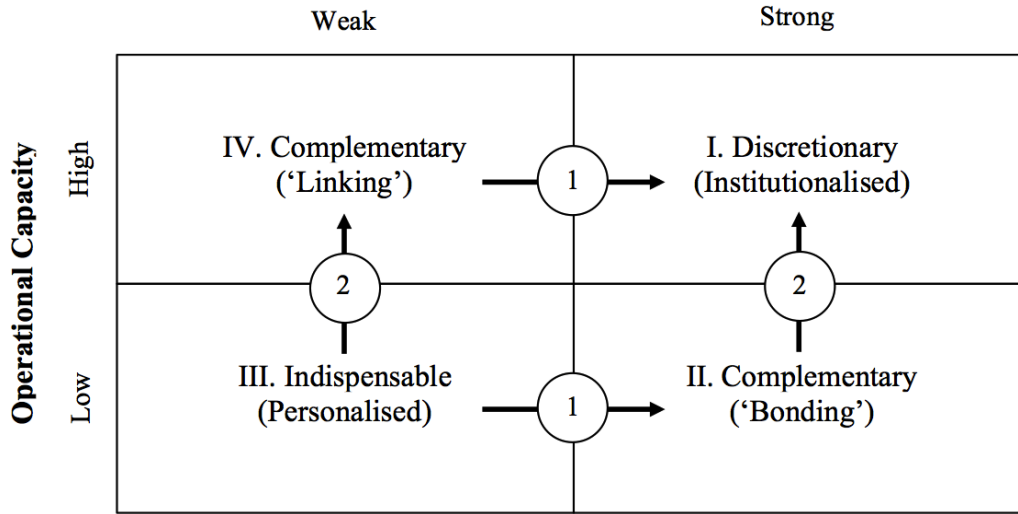 Weak
Strong
Operational Capacity
High
IV. Complementary
(‘Linking’)
1
I. Discretionary
(Institutionalised)
2
2
Low
III. Indispensable
(Personalised)
1
II. Complementary
(‘Bonding’)